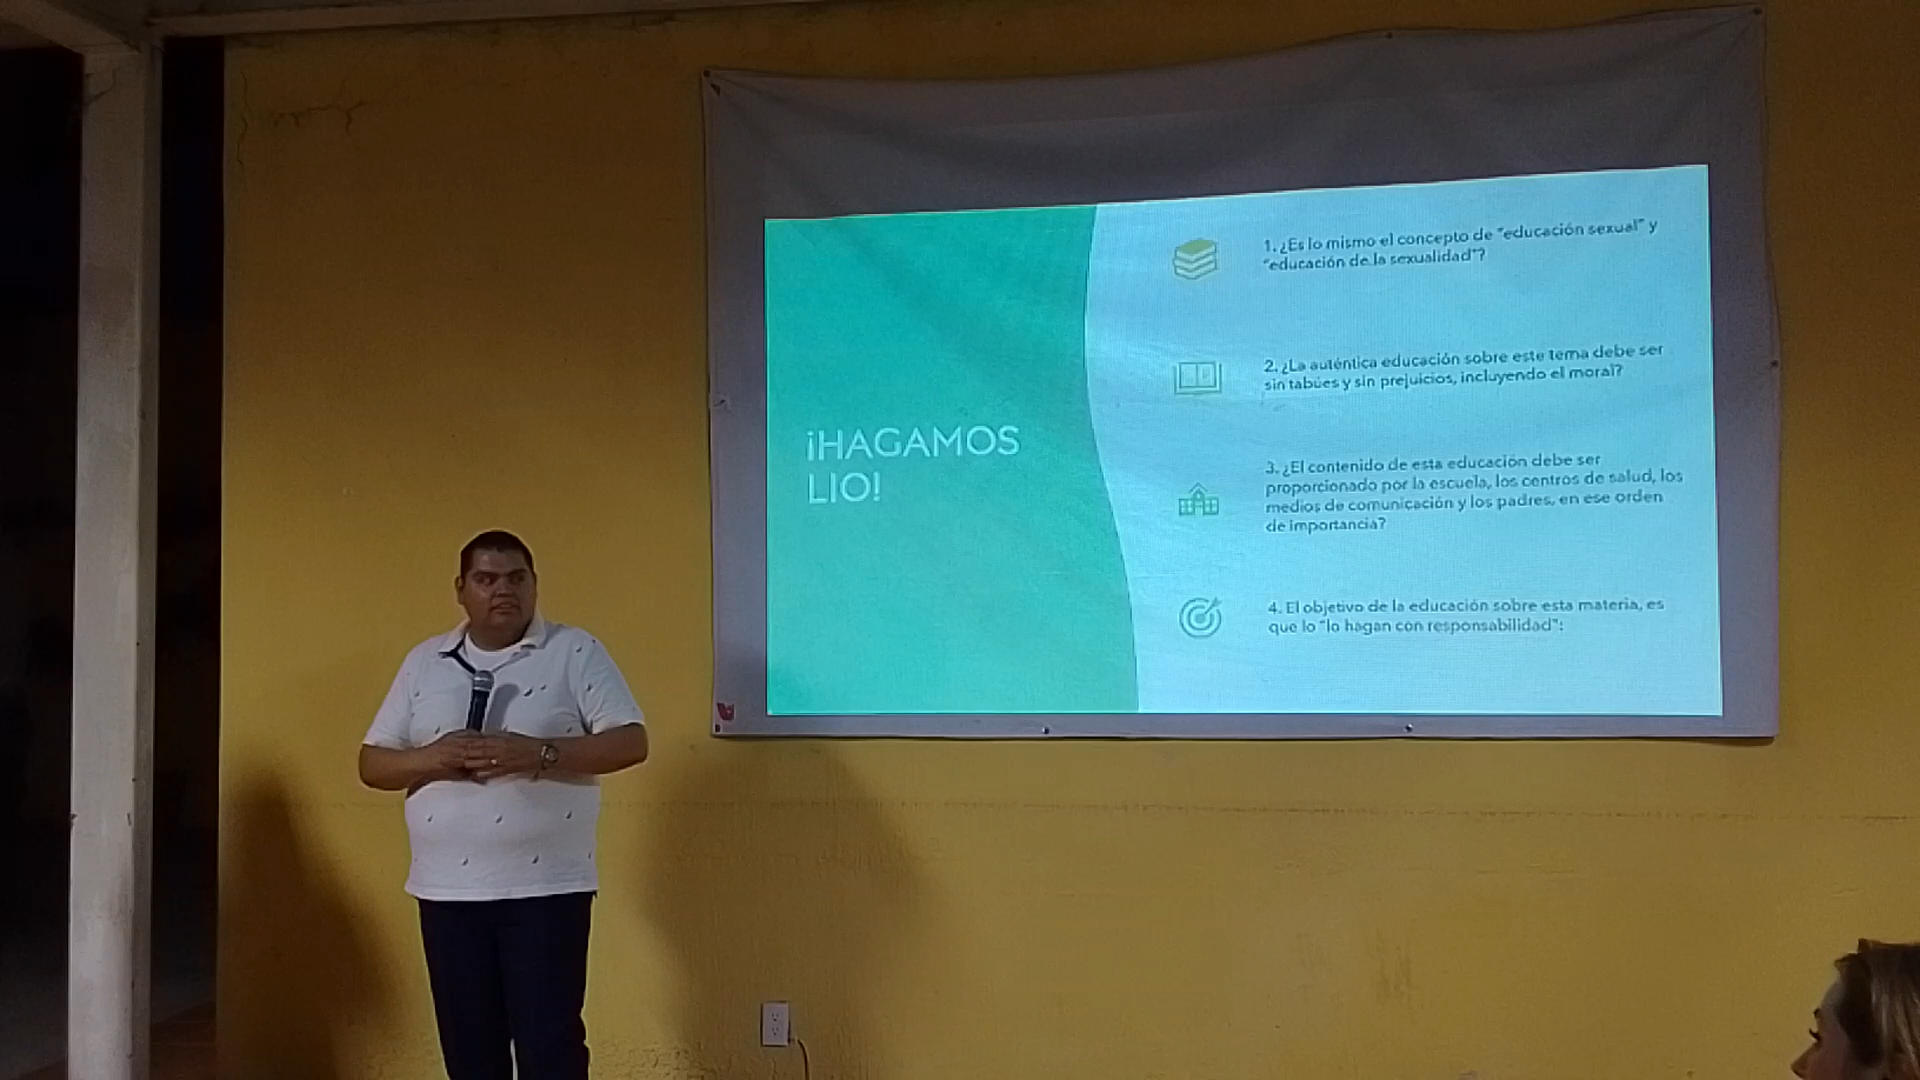 ¡HAGAMOS
LIO!
1. ¿Es lo mismo el concepto de "educación sexual" y
"educación de la sexualidad"?
2. ¿La auténtica educación sobre este tema debe ser
sin tabúes y sin prejuicios, incluyendo el moral?
3. ¿El contenido de esta educación debe ser
proporcionado por la escuela, los centros de salud, los
medios de comunicación y los padres, en ese orden
de importancia?
4. El objetivo de la educación sobre esta materia, es
que lo "lo hagan con responsabilidad":